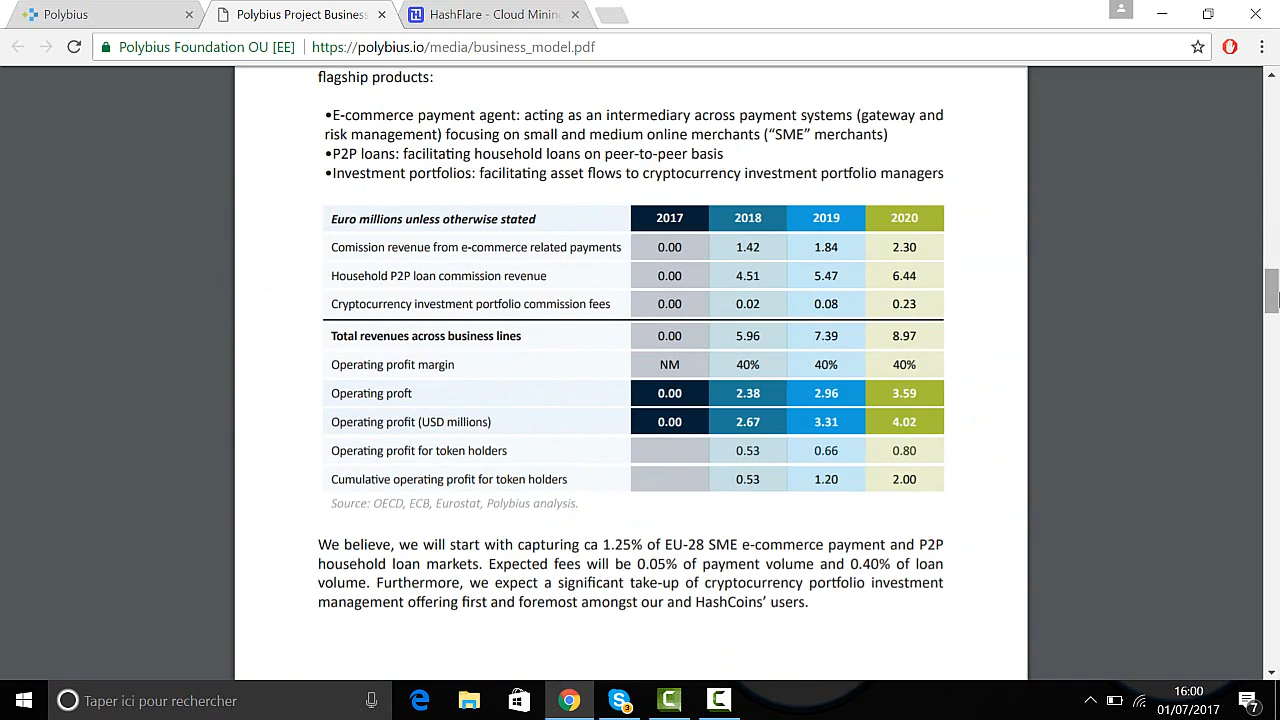 Polybius
Polybius Project Business
HashFlare - Cloud Mining
Polybius Foundation OU [EE]
https://polybius.io/media/business_model.pdf
flagship products:
•E-commerce payment agent: acting as an intermediary across payment systems (gateway and
risk management) focusing on small and medium online merchants (“SME” merchants)
•P2P loans: facilitating household loans on peer-to-peer basis
•Investment portfolios: facilitating asset flows to cryptocurrency investment portfolio managers
Euro millions unless otherwise stated 2017 2018 2019 2020
Comission revenue from e-commerce related payments 0.00 1.42 1.84 2.30
Household P2P loan commission revenue 0.00 4.51 5.47 6.44
Cryptocurrency investment portfolio commission fees 0.00 0.02 0.08 0.23
Total revenues across business lines 0.00 5.96 7.39 8.97
Operating profit margin NM 40% 40% 40%
Operating proft 0.00 2.38 2.96 3.59
Operating profit (USD millions) 0.00 2.67 3.31 4.02
Operating profit for token holders 0.53 0.66 0.80
Cumulative operating profit for token holders 0.53 1.20 2.00
Source: OECD, ECB, Eurostat, Polybius analysis.
We believe, we will start with capturing ca 1.25% of EU-28 SME e-commerce payment and P2P
household loan markets. Expected fees will be 0.05% of payment volume and 0.40% of loan
volume. Furthermore, we expect a significant take-up of cryptocurrency portfolio investment
management offering first and foremost amongst our and HashCoins’ users.
Taper ici pour rechercher
3
16:00
01/07/2017
7